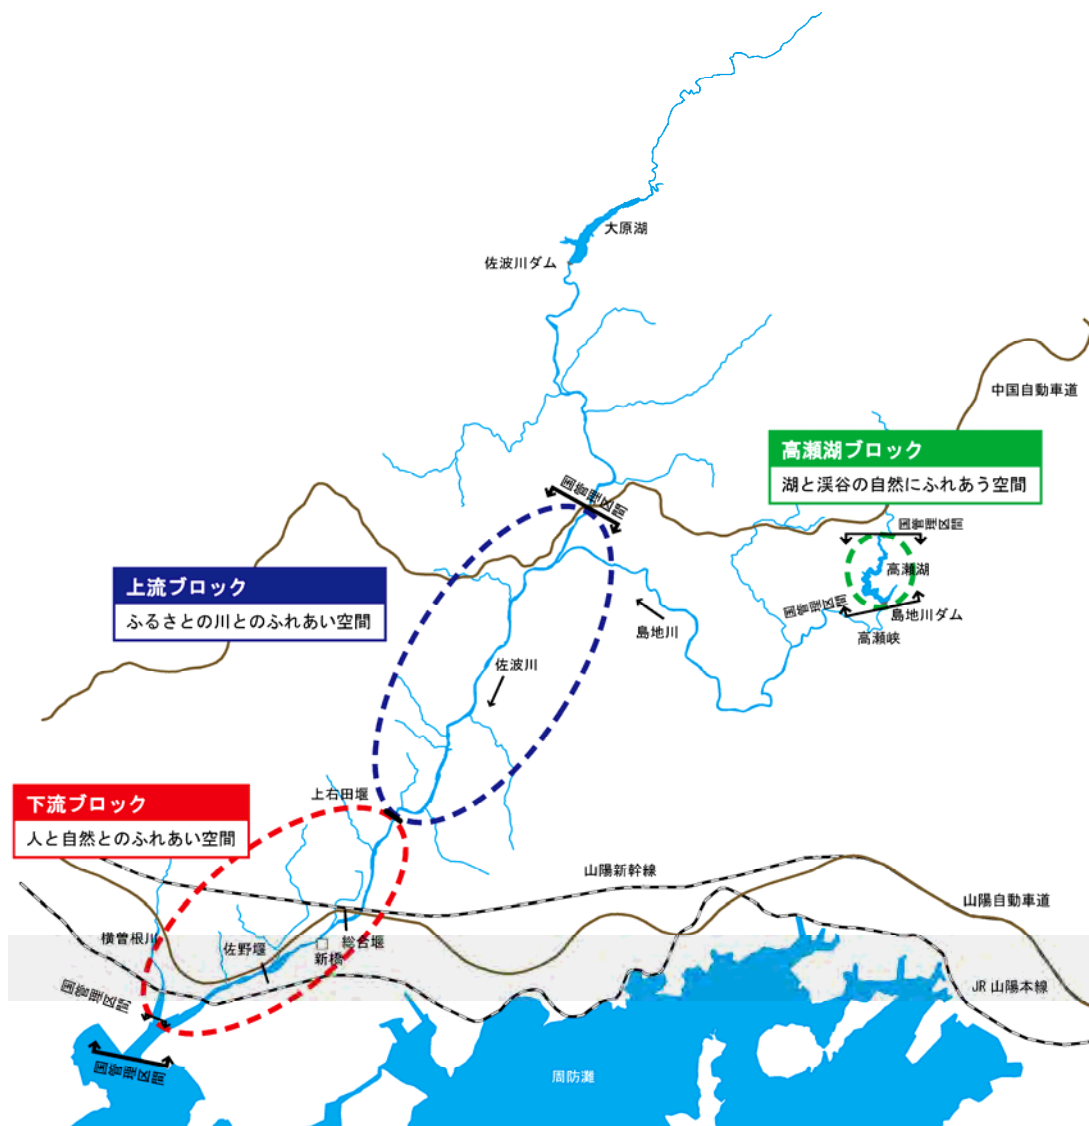 大原湖
佐波川ダム
中国自動車道
高瀬湖ブロック
湖と渓谷の自然にふれあう空間
国管理区間
国管理区間
高瀬湖
上流ブロック
ふるさとの川とのふれあい空間
国管理区間
島地川ダム
島地川
高瀬峡
佐波川
上右田堰
下流ブロック
人と自然とのふれあい空間
山陽新幹線
山陽自動車道
横曽根川
佐野堰
総合堰
新橋
国管理区間
JR 山陽本線
国管理区間
周防灘